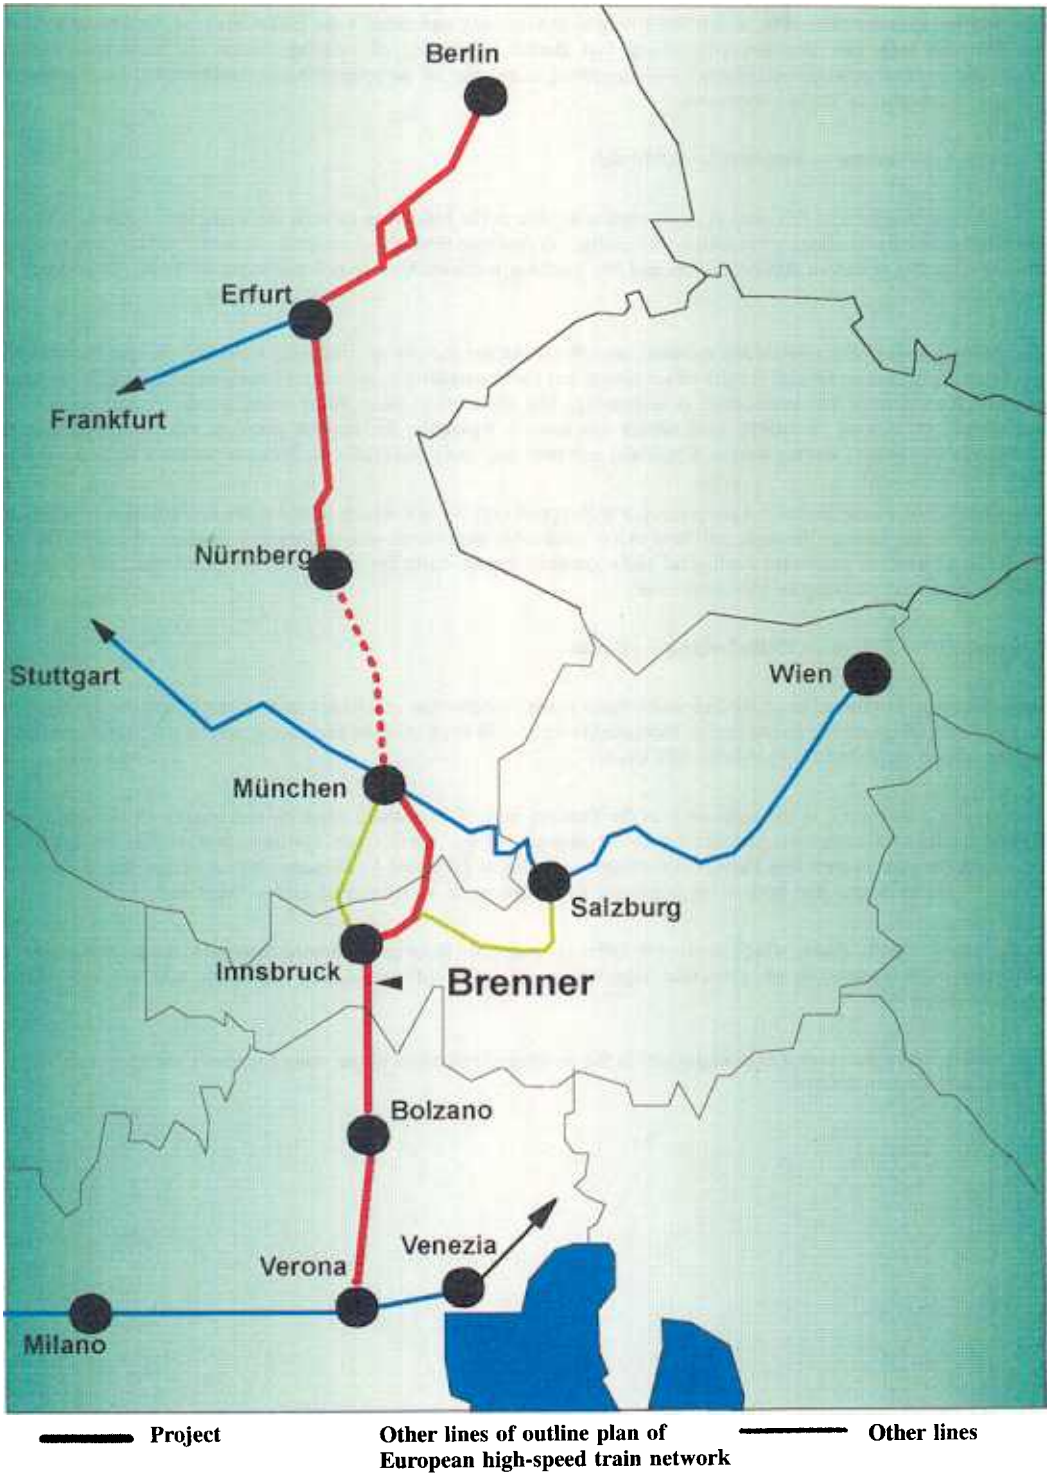 Berlin
Erfurt
Frankfurt
Nürnberg
Stuttgart
Wien
München
Salzburg
Innsbruck
Brenner
Bolzano
Venezia
Verona
Milano
Project
Other lines of outline plan of
European high-speed train network
Other lines